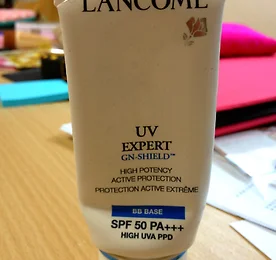 LANCÔME
UV
EXPERT
GN-SHIELD™
HIGH POTENCY
ACTIVE PROTECTION
PROTECTION ACTIVE EXTRÊME
BB BASE
SPF 50 PA+++
HIGH UVA PPD